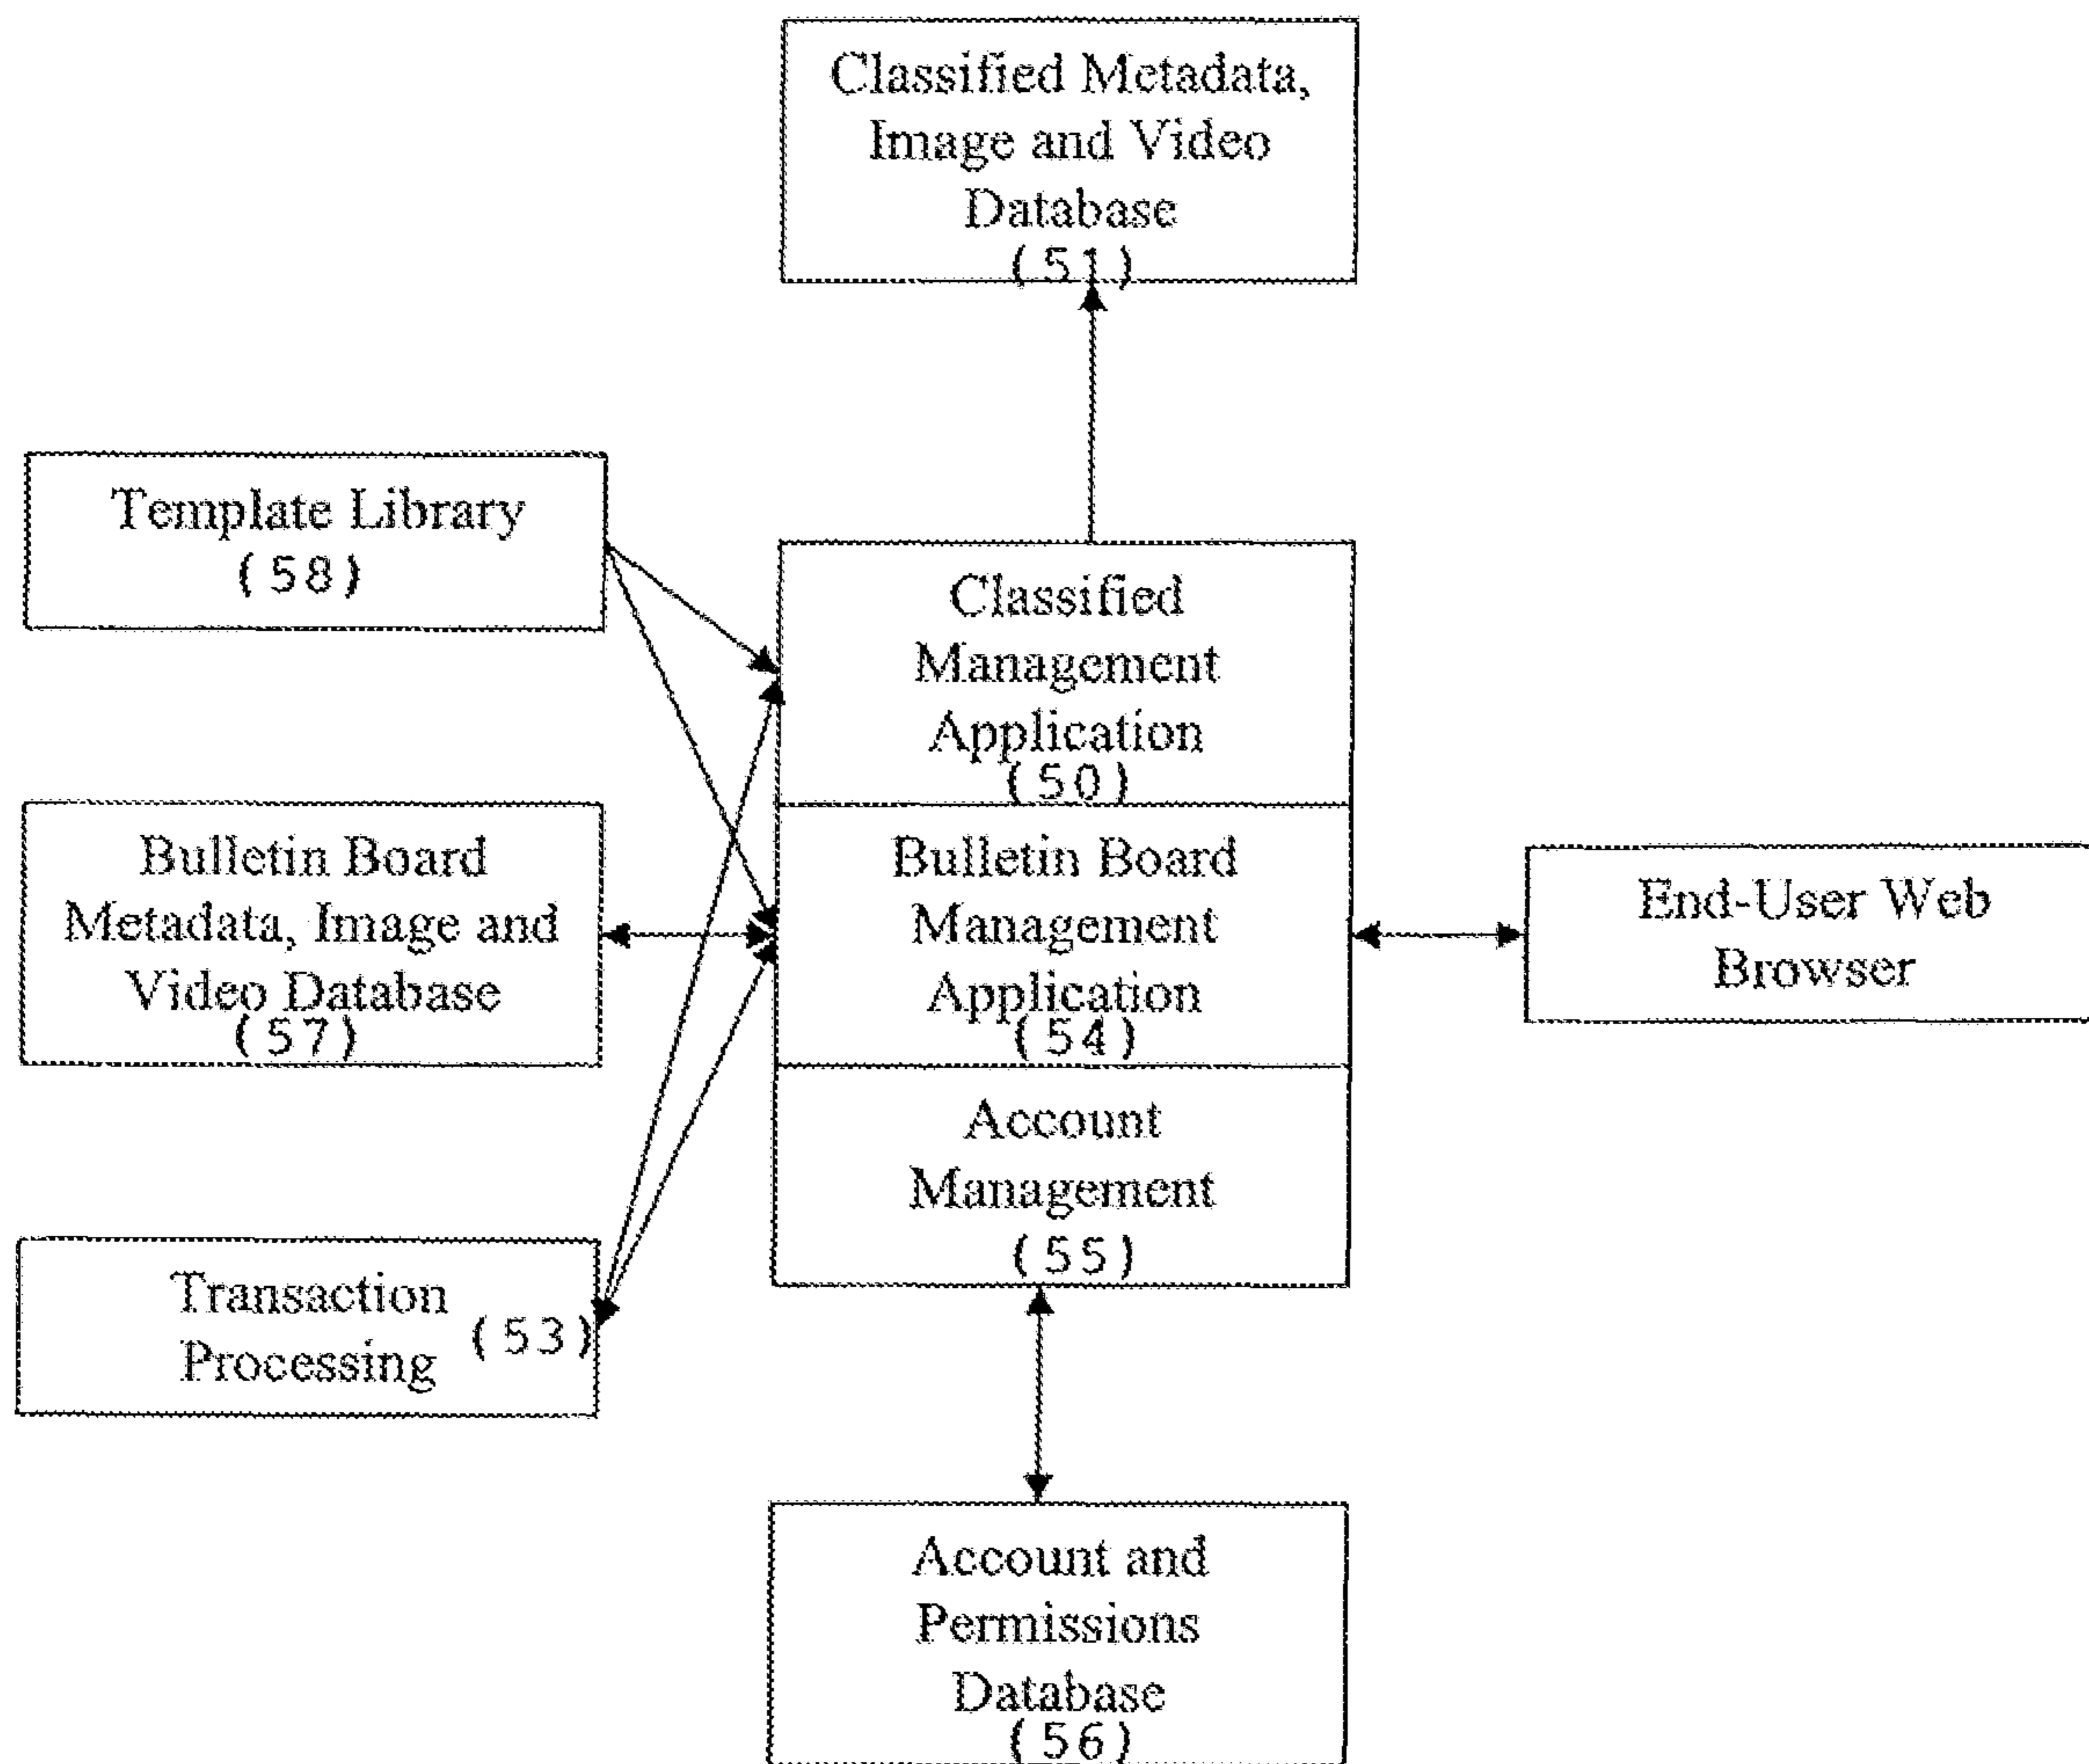 Classified Metadata,
Image and Video
Database
(51)
Template Library
(58)
Classified
Management
Application
(50)
Bulletin Board
Metadata, Image and
Video Database
(57)
Bulletin Board
Management
Application
(54)
End-User Web
Browser
Account
Management
(55)
Transaction
Processing (53)
Account and
Permissions
Database
(56)